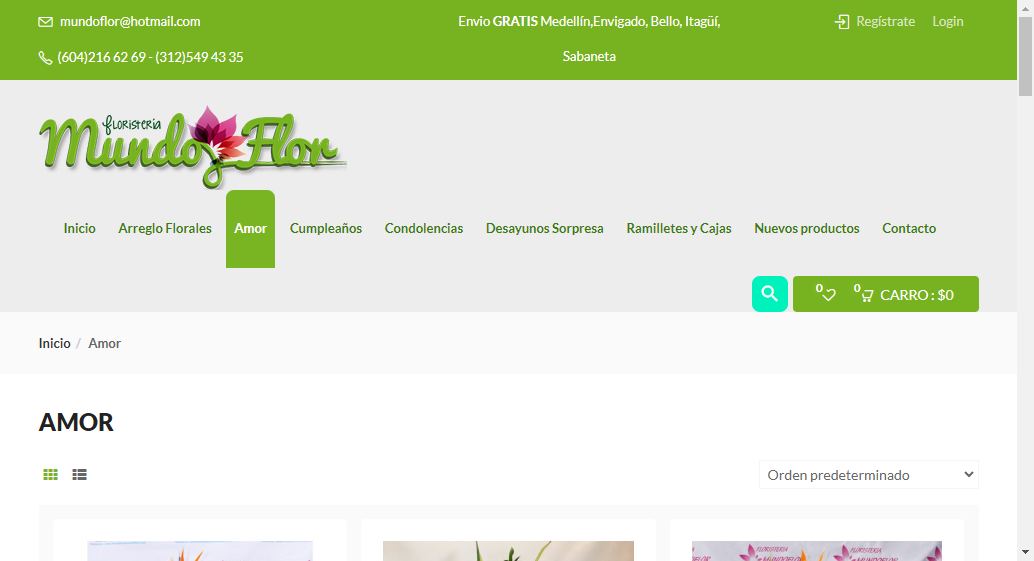 mundoflor@hotmail.com
Envio GRATIS Medellín,Envigado, Bello, Itagüí,
Sabaneta
Regístrate Login
(604)216 62 69 - (312)549 43 35
FLORISTERIA
Mundo Flor
Inicio Arreglo Florales Amor Cumpleaños Condolencias Desayunos Sorpresa Ramilletes y Cajas Nuevos productos Contacto
0 0 CARRO : $0
Inicio / Amor
AMOR
Orden predeterminado
FLORISTERIA
MUNDOFLOR